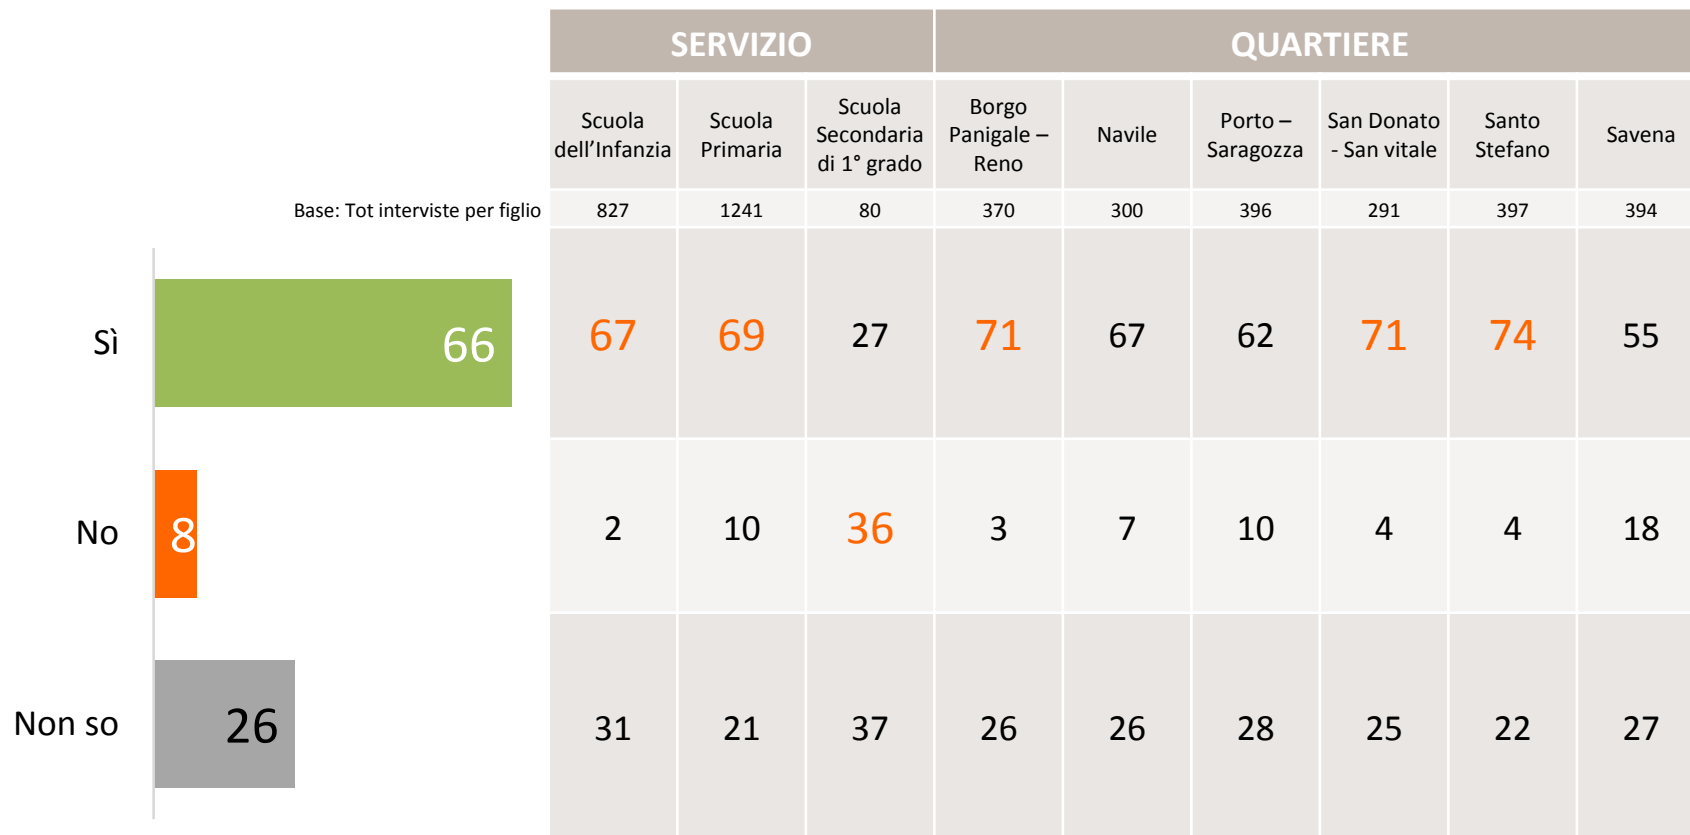 SERVIZIO QUARTIERE
Scuola dell'Infanzia
Scuola Primaria
Scuola Secondaria di 1° grado
Borgo Panigale – Reno
Navile
Porto – Saragozza
San Donato - San vitale
Santo Stefano
Savena
Base: Tot interviste per figlio 827 1241 80 370 300 396 291 397 394
Sì 66 67 69 27 71 67 62 71 74 55
No 8 2 10 36 3 7 10 4 4 18
Non so 26 31 21 37 26 26 28 25 22 27